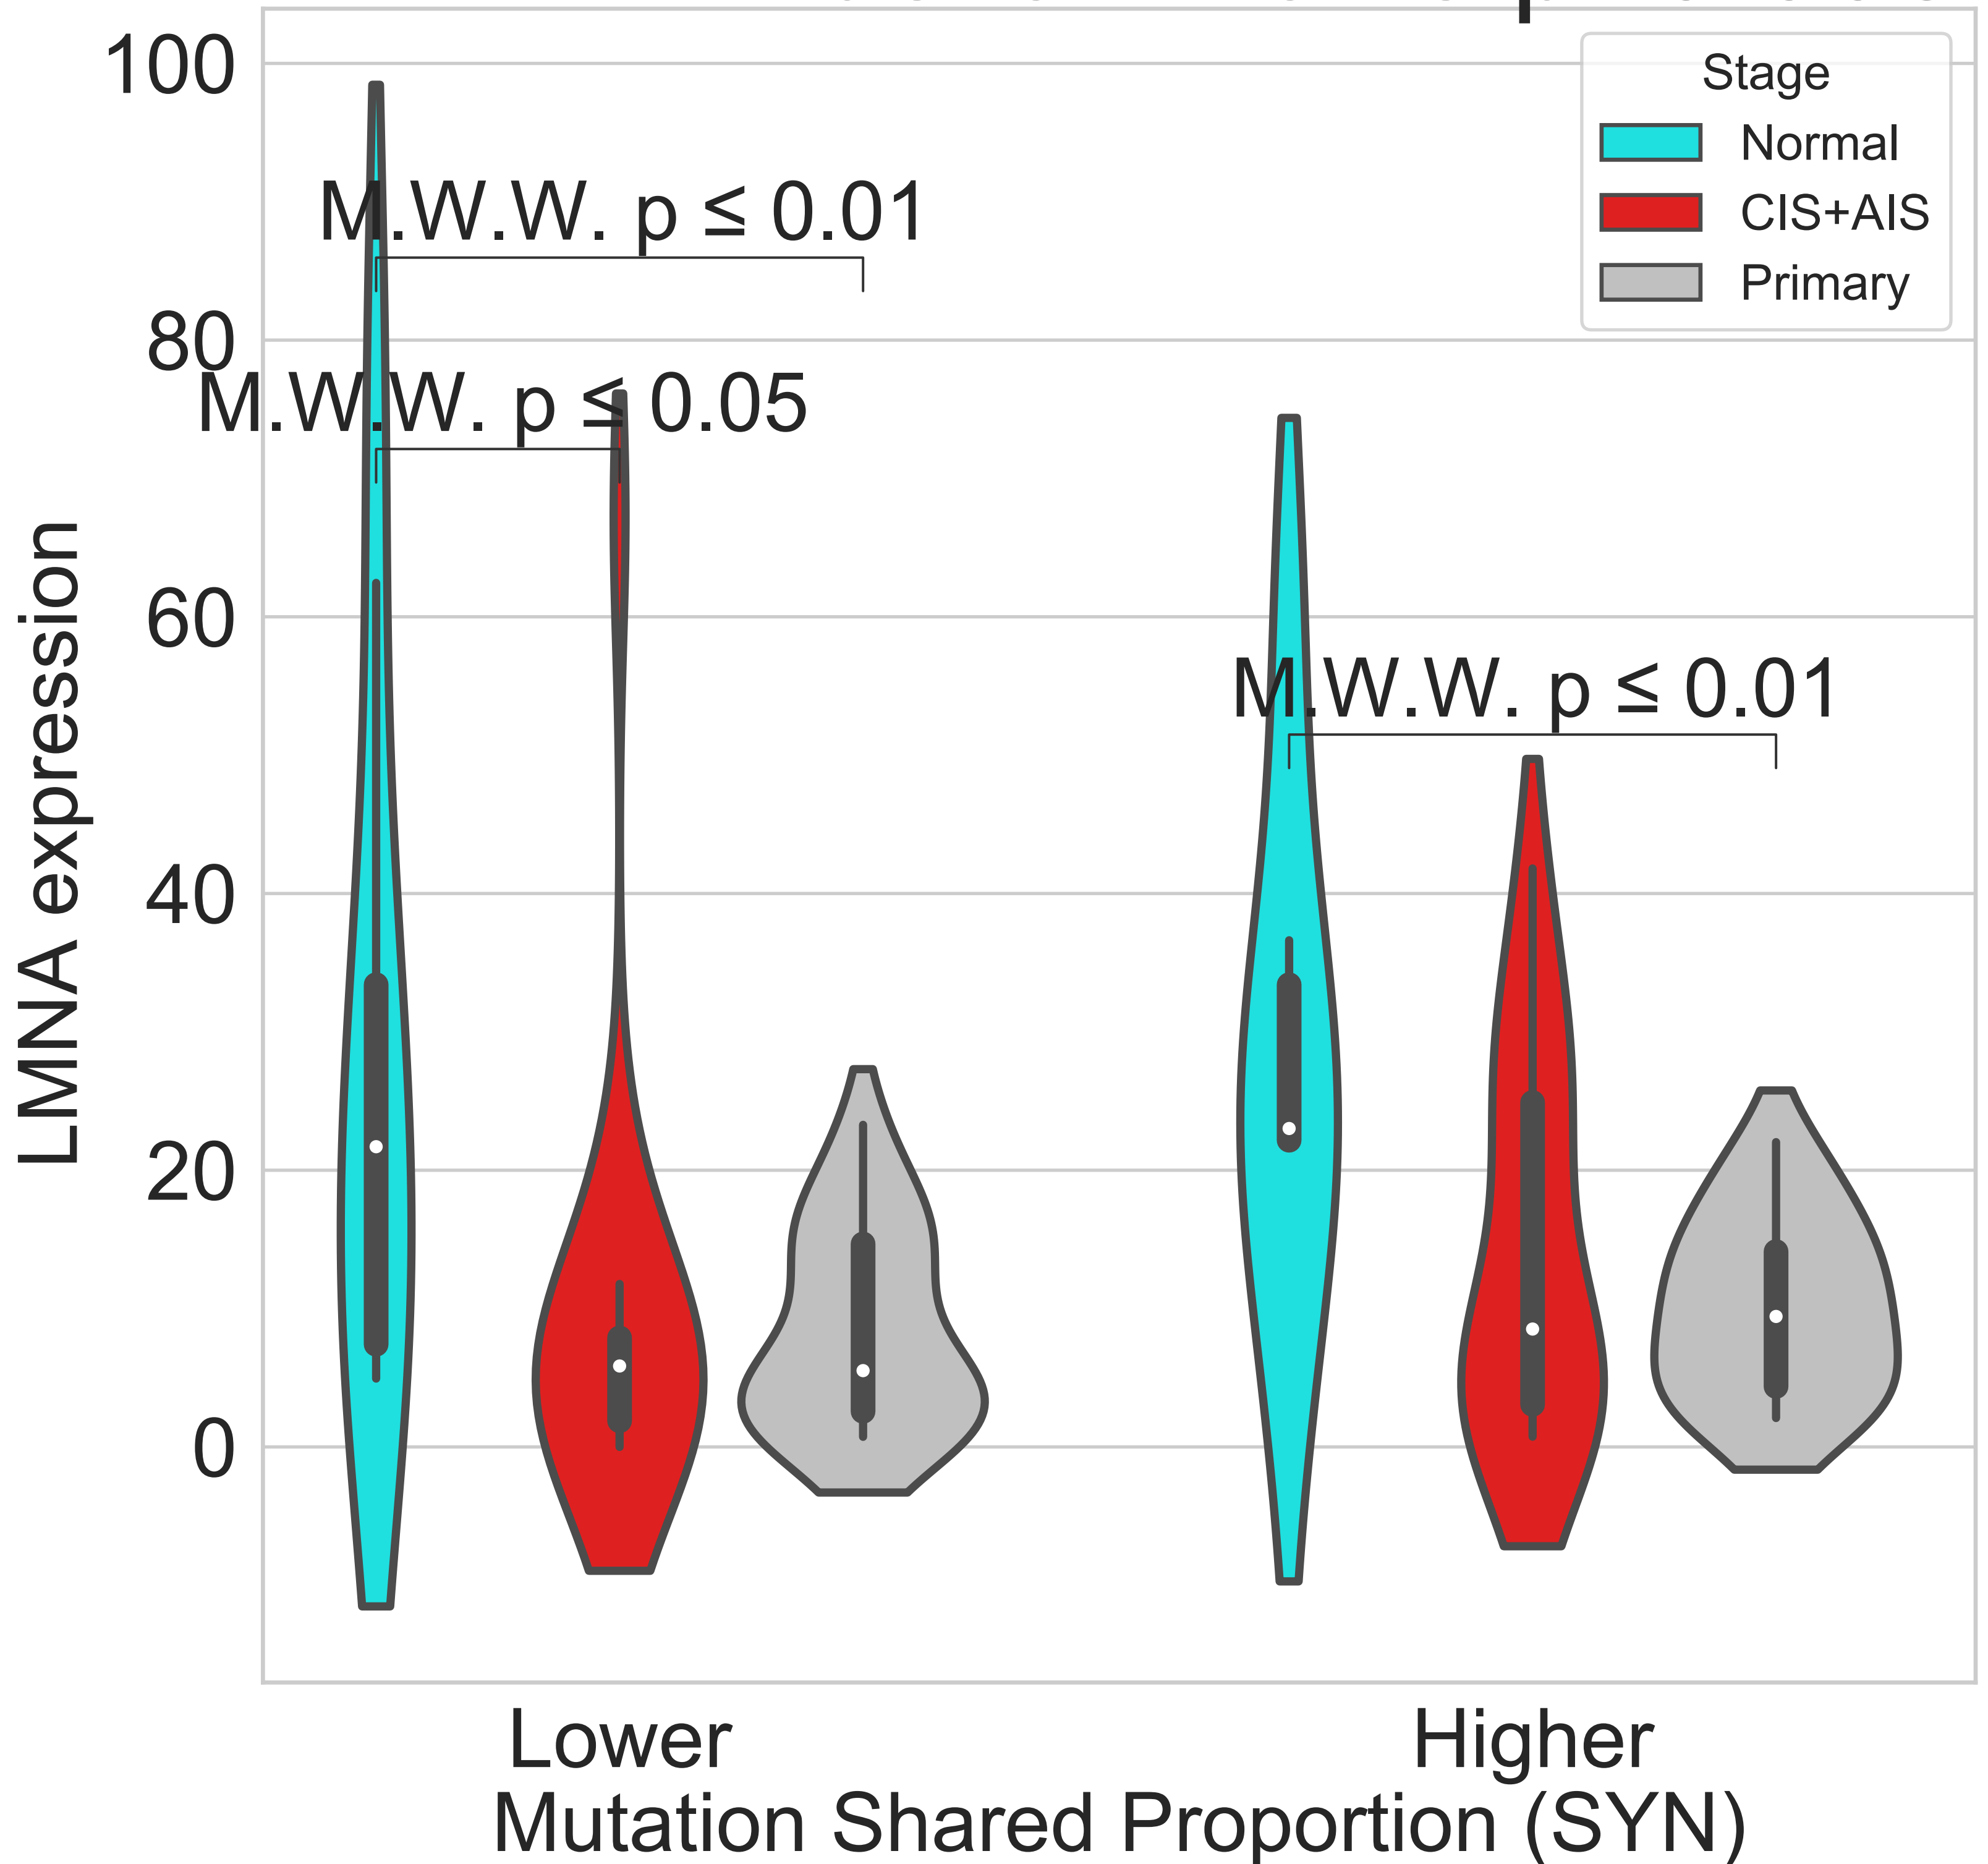 100
80
60
40
20
0
LMNA expression
M.W.W. p ≤ 0.01
M.W.W. p ≤ 0.05
M.W.W. p ≤ 0.01
Stage
Normal
CIS+AIS
Primary
Lower
Higher
Mutation Shared Proportion (SYN)